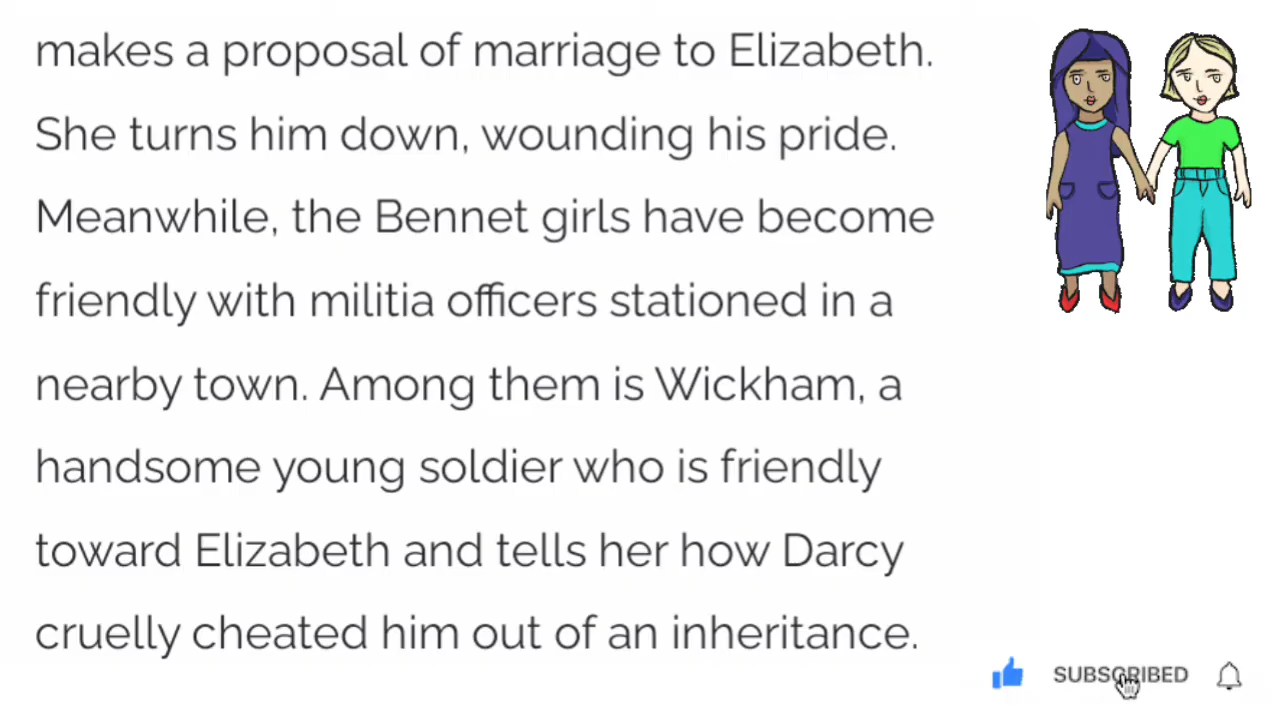 makes a proposal of marriage to Elizabeth.
She turns him down, wounding his pride.
Meanwhile, the Bennet girls have become
friendly with militia officers stationed in a
nearby town. Among them is Wickham, a
handsome young soldier who is friendly
toward Elizabeth and tells her how Darcy
cruelly cheated him out of an inheritance.
SUBSCRIBED